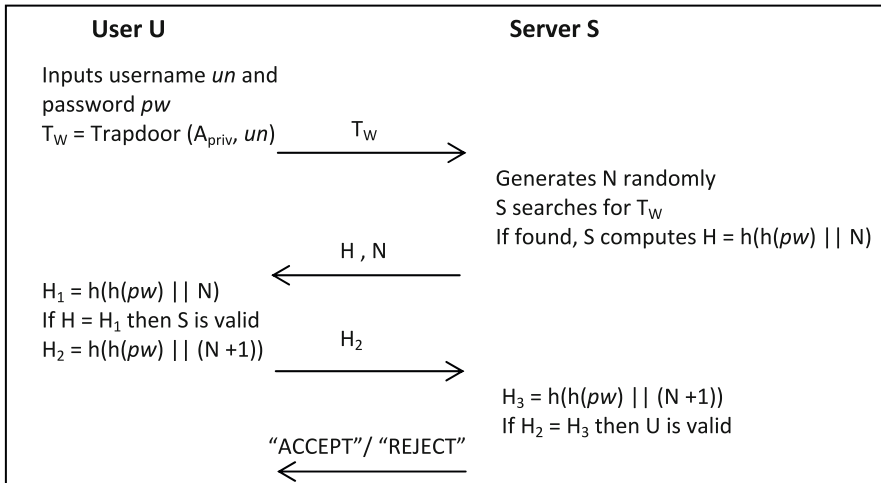 User U
Server S
Inputs username un and
password pw
T_W = Trapdoor (A_priv, un)
T_W
Generates N randomly
S searches for T_W
If found, S computes H = h(h(pw) || N)
H , N
H_1 = h(h(pw) || N)
If H = H_1 then S is valid
H_2 = h(h(pw) || (N +1))
H_2
H_3 = h(h(pw) || (N +1))
If H_2 = H_3 then U is valid
“ACCEPT”/ “REJECT”